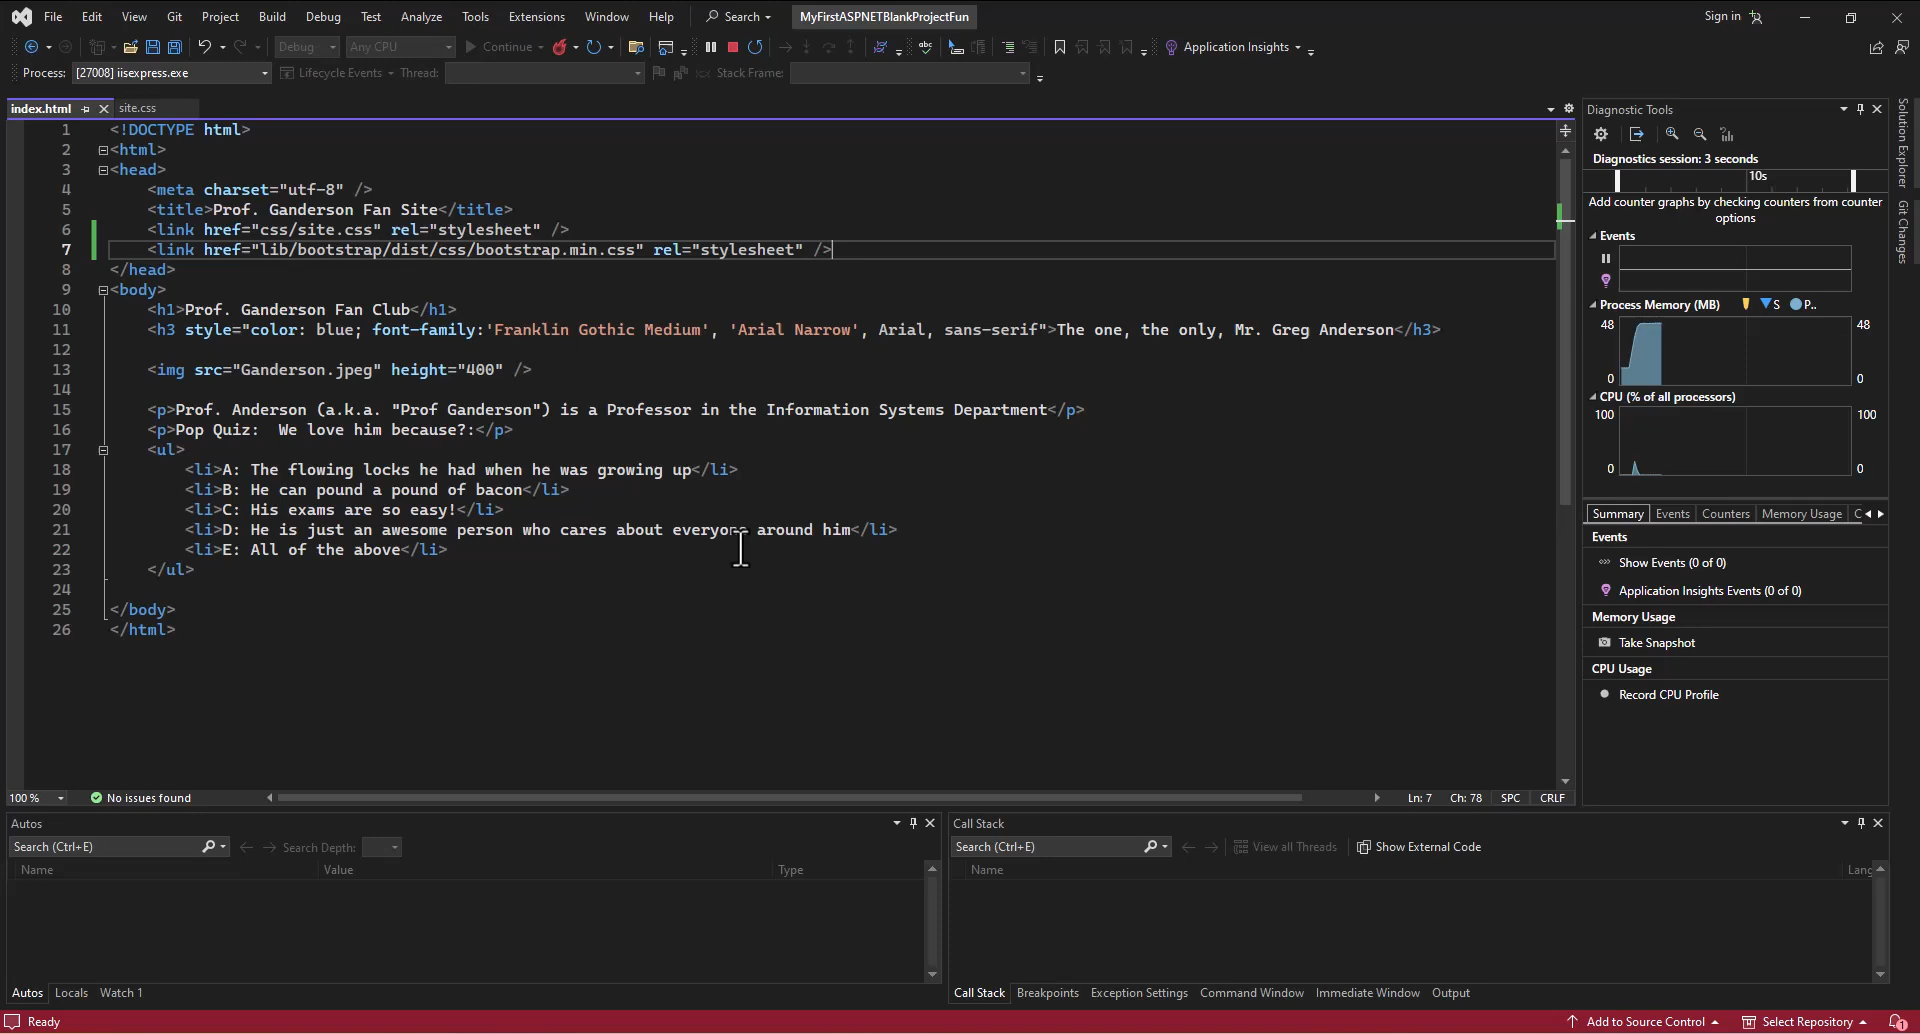 File Edit View Git Project Build Debug Test Analyze Tools Extensions Window Help Search MyFirstASPNETBlankProjectFun Sign in
Debug Any CPU Continue Application Insights
Process: [27008] iisexpress.exe Lifecycle Events Thread: Stack Frame:
index.html site.css
1 <!DOCTYPE html>
2 <html>
3 <head>
4 <meta charset="utf-8" />
5 <title>Prof. Ganderson Fan Site</title>
6 <link href="css/site.css" rel="stylesheet" />
7 <link href="lib/bootstrap/dist/css/bootstrap.min.css" rel="stylesheet" />
8 </head>
9 <body>
10 <h1>Prof. Ganderson Fan Club</h1>
11 <h3 style="color: blue; font-family:'Franklin Gothic Medium', 'Arial Narrow', Arial, sans-serif">The one, the only, Mr. Greg Anderson</h3>
12
13 <img src="Ganderson.jpeg" height="400" />
14
15 <p>Prof. Anderson (a.k.a. "Prof Ganderson") is a Professor in the Information Systems Department</p>
16 <p>Pop Quiz:  We love him because?:</p>
17 <ul>
18 <li>A: The flowing locks he had when he was growing up</li>
19 <li>B: He can pound a pound of bacon</li>
20 <li>C: His exams are so easy!</li>
21 <li>D: He is just an awesome person who cares about everyone around him</li>
22 <li>E: All of the above</li>
23 </ul>
24
25 </body>
26 </html>
100 % No issues found Ln: 7 Ch: 78 SPC CRLF
Diagnostic Tools
Diagnostics session: 3 seconds
10s
Add counter graphs by checking counters from counter
options
Events
Process Memory (MB) S P..
48 48
0 0
CPU (% of all processors)
100 100
0 0
Summary Events Counters Memory Usage C
Events
Show Events (0 of 0)
Application Insights Events (0 of 0)
Memory Usage
Take Snapshot
CPU Usage
Record CPU Profile
Solution Explorer
Git Changes
Autos
Search (Ctrl+E) Search Depth:
Name Value Type
Autos Locals Watch 1
Call Stack
Search (Ctrl+E) View all Threads Show External Code
Name Lang
Call Stack Breakpoints Exception Settings Command Window Immediate Window Output
Ready Add to Source Control Select Repository 1